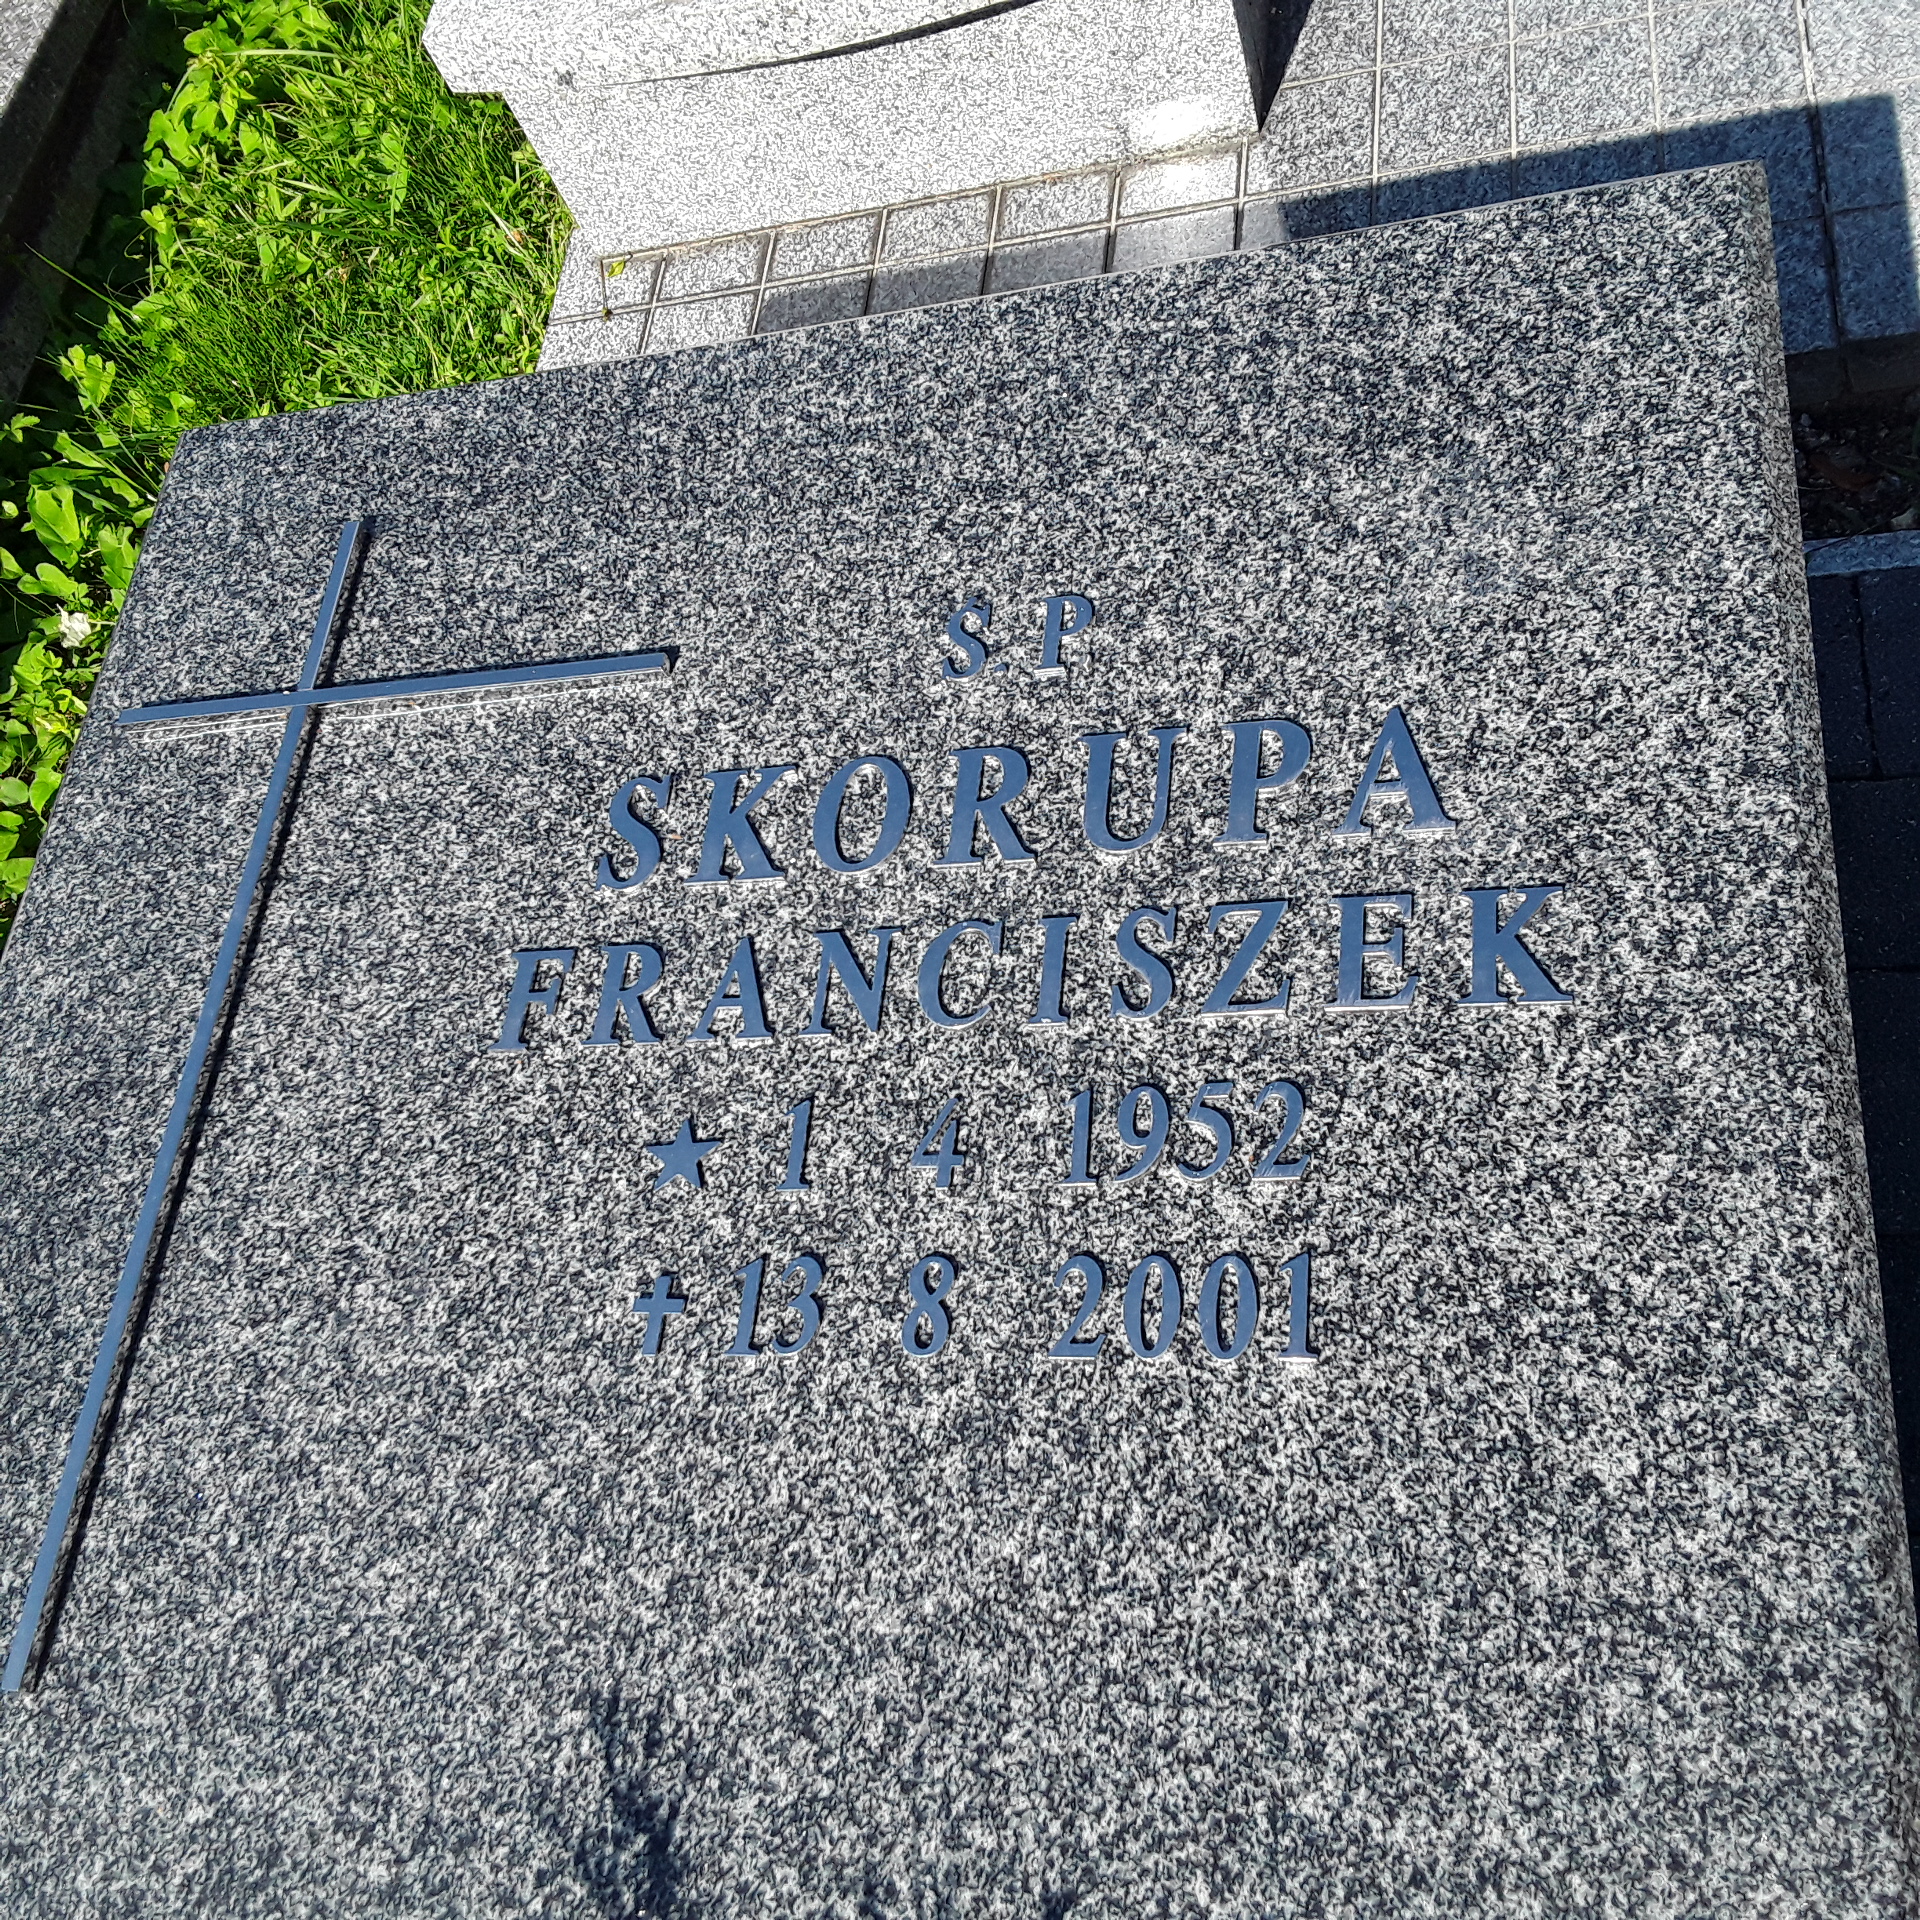 Ś. P
SKORUPA
FRANCISZEK
★ 1 4 1952
✝ 13 8 2001